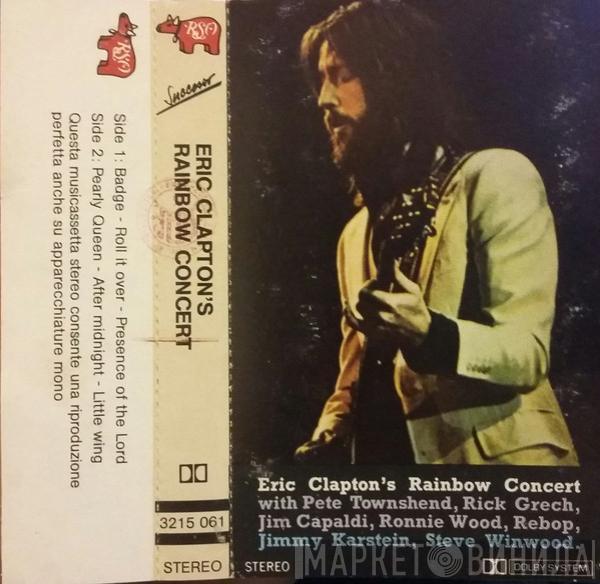 RSO
Side 1: Badge - Roll it over - Presence of the Lord
Side 2: Pearly Queen - After midnight - Little wing
Questa musicassetta stereo consente una riproduzione
perfetta anche su apparecchiature mono
RSO
Successo
ERIC CLAPTON'S
RAINBOW CONCERT
3215 061
STEREO
Eric Clapton's Rainbow Concert
with Pete Townshend, Rick Grech,
Jim Capaldi, Ronnie Wood, Rebop,
Jimmy Karstein, Steve Winwood.
STEREO
DOLBY SYSTEM
МАРКЕТ ВИНИЛА